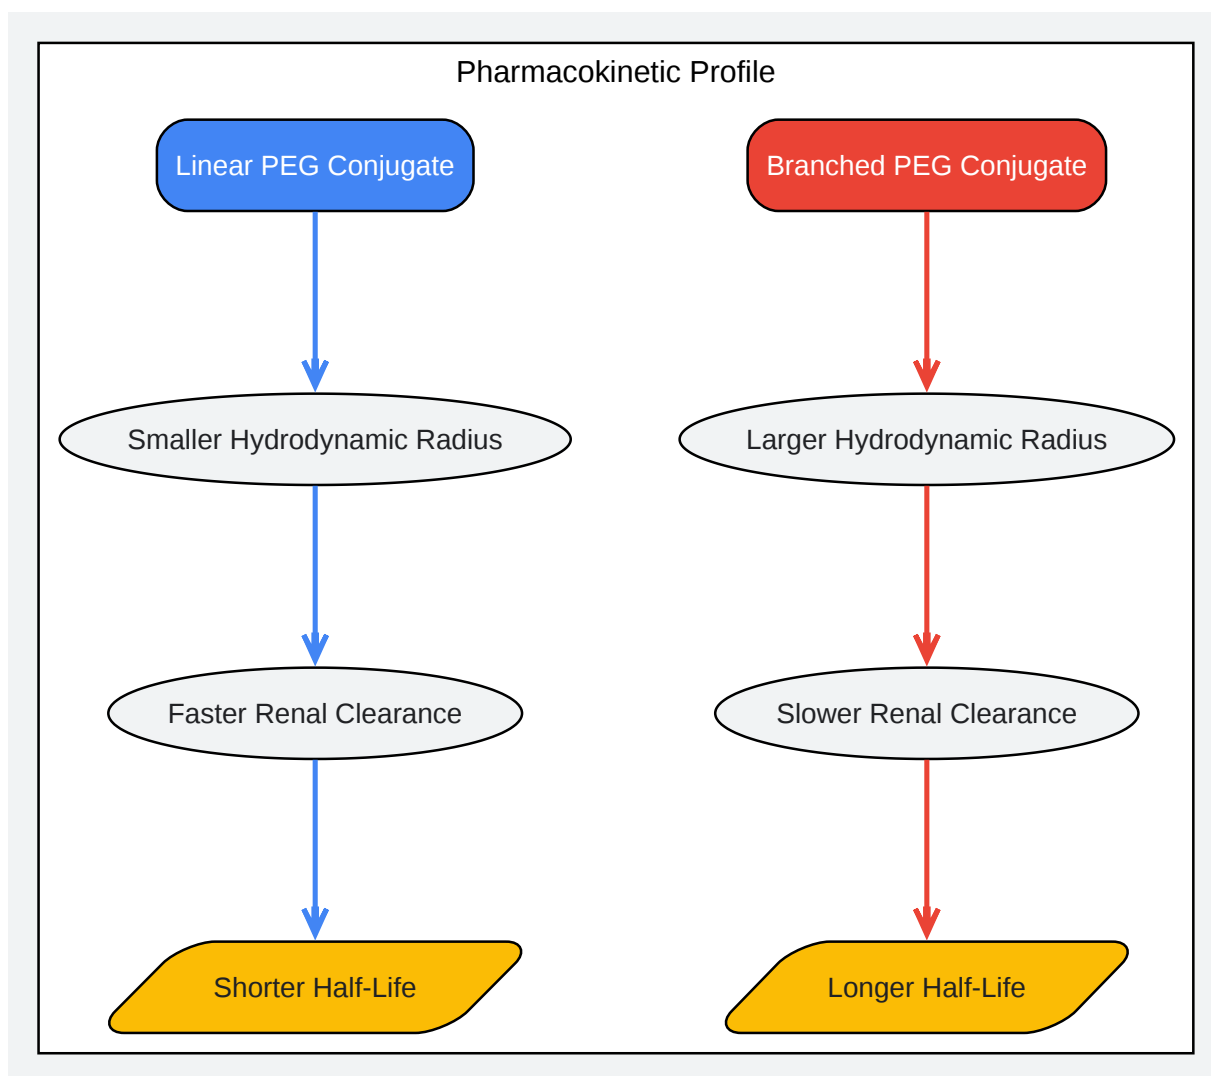 Pharmacokinetic Profile
Linear PEG Conjugate
Branched PEG Conjugate
Smaller Hydrodynamic Radius
Larger Hydrodynamic Radius
Faster Renal Clearance
Slower Renal Clearance
Shorter Half-Life
Longer Half-Life